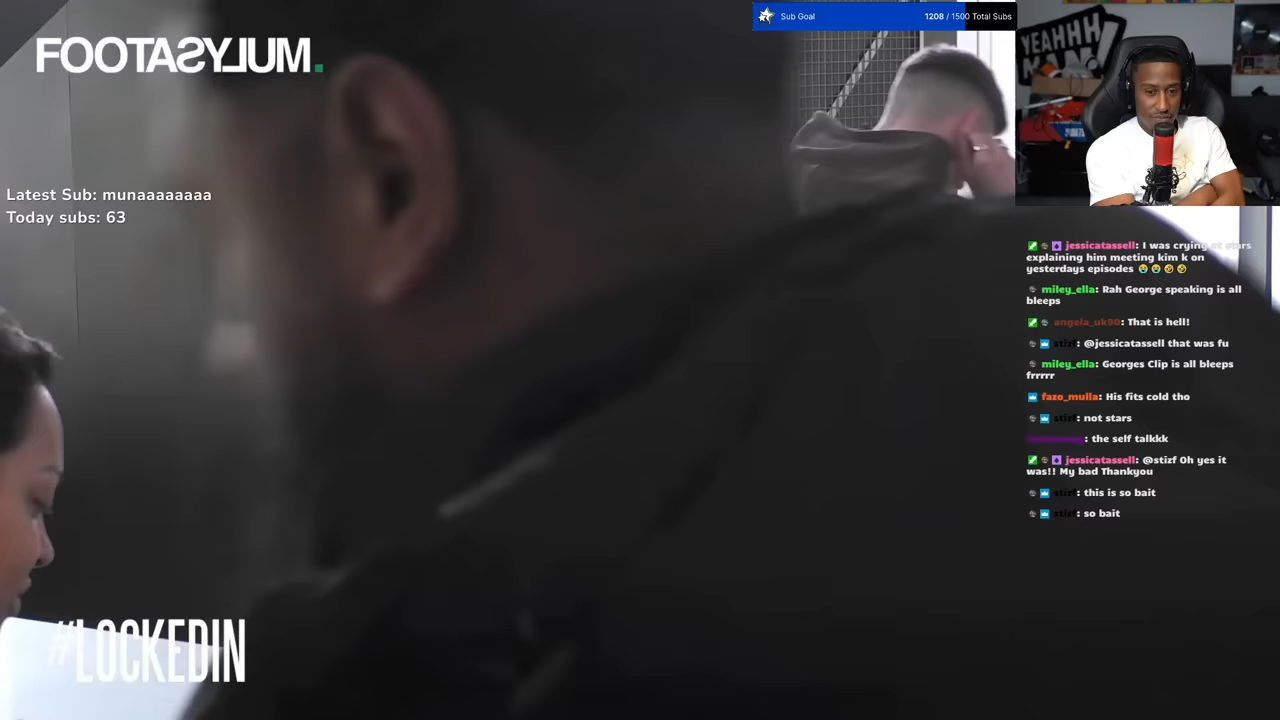 FOOTASYLUM.
Sub Goal
1208 / 1500 Total Subs
YEAHHH
MAN!
Latest Sub: munaaaaaaaa
Today subs: 63
jessicatassell: I was crying at stars
explaining him meeting kim k on
yesterdays episodes 😭😭🤣🤣
miley_ella: Rah George speaking is all
bleeps
angela_uk90: That is hell!
stizf: @jessicatassell that was fu
miley_ella: Georges Clip is all bleeps
frrrrr
fazo_mulla: His fits cold tho
stizf: not stars
: the self talkkk
jessicatassell: @stizf Oh yes it
was!! My bad Thankyou
stizf: this is so bait
stizf: so bait
#LOCKEDIN